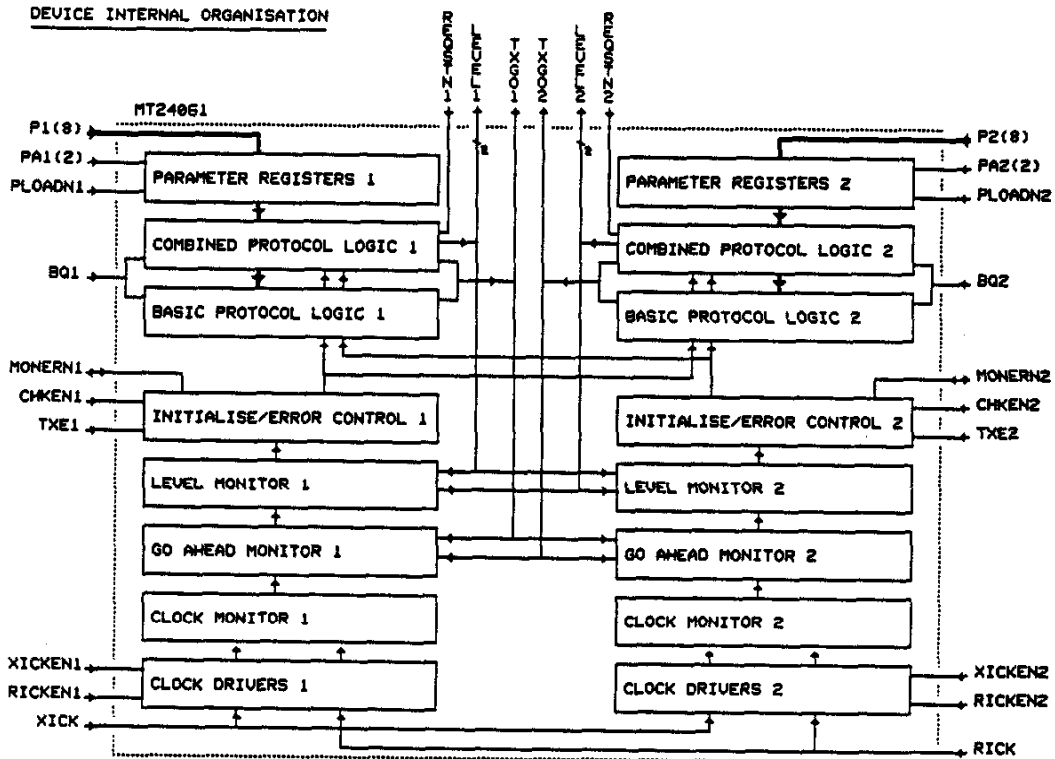 DEVICE INTERNAL ORGANISATION
REQSTN1
LEVEL1
TXGO1
TXGO2
LEVEL2
REQSTN2
MT24061
P1(8)
P2(8)
PA1(2)
PA2(2)
PLOADN1
PLOADN2
2
2
PARAMETER REGISTERS 1
PARAMETER REGISTERS 2
COMBINED PROTOCOL LOGIC 1
COMBINED PROTOCOL LOGIC 2
BQ1
BQ2
BASIC PROTOCOL LOGIC 1
BASIC PROTOCOL LOGIC 2
MONERN1
MONERN2
CHKEN1
CHKEN2
TXE1
TXE2
INITIALISE/ERROR CONTROL 1
INITIALISE/ERROR CONTROL 2
LEVEL MONITOR 1
LEVEL MONITOR 2
GO AHEAD MONITOR 1
GO AHEAD MONITOR 2
CLOCK MONITOR 1
CLOCK MONITOR 2
XICKEN1
XICKEN2
RICKEN1
RICKEN2
CLOCK DRIVERS 1
CLOCK DRIVERS 2
XICK
RICK